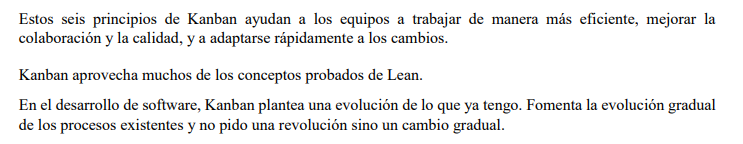 Estos seis principios de Kanban ayudan a los equipos a trabajar de manera más eficiente, mejorar la
colaboración y la calidad, y a adaptarse rápidamente a los cambios.
Kanban aprovecha muchos de los conceptos probados de Lean.
En el desarrollo de software, Kanban plantea una evolución de lo que ya tengo. Fomenta la evolución gradual
de los procesos existentes y no pido una revolución sino un cambio gradual.